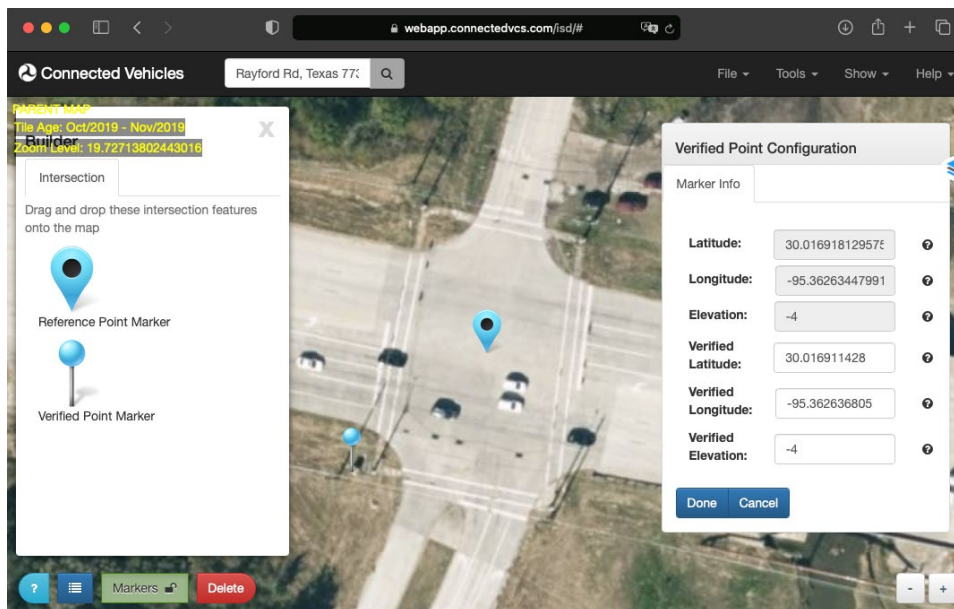 webapp.connectedvcs.com/isd/#
Connected Vehicles
Rayford Rd, Texas 773
File
Tools
Show
Help
PARENT MAP
Tile Age: Oct/2019 - Nov/2019
Zoom Level: 19.72713802443016
Builder
X
Intersection
Drag and drop these intersection features
onto the map
Reference Point Marker
Verified Point Marker
Verified Point Configuration
Marker Info
Latitude: 30.016918129575 ?
Longitude: -95.36263447991 ?
Elevation: -4 ?
Verified
Latitude: 30.016911428 ?
Verified
Longitude: -95.362636805 ?
Verified
Elevation: -4 ?
Done Cancel
? Markers Delete - +